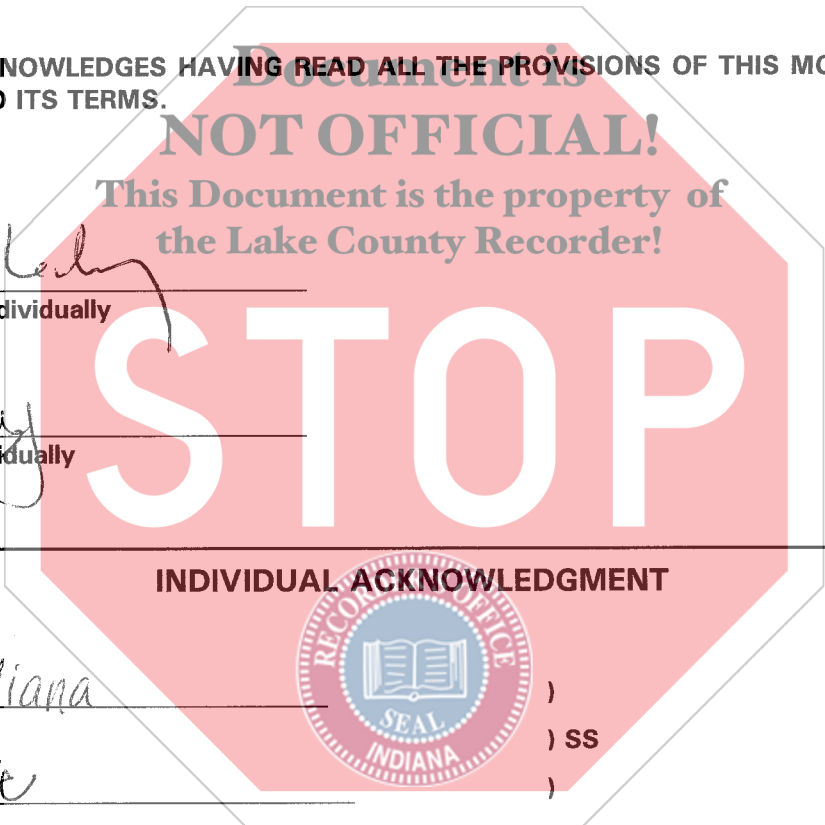 Document is
NOWLEDGES HAVING READ ALL THE PROVISIONS OF THIS MO
ITS TERMS.
NOT OFFICIAL!
This Document is the property of
the Lake County Recorder!
dividually
STOP
dually
INDIVIDUAL ACKNOWLEDGMENT
RECORDER'S OFFICE
iana )
SEAL
) SS
INDIANA
)